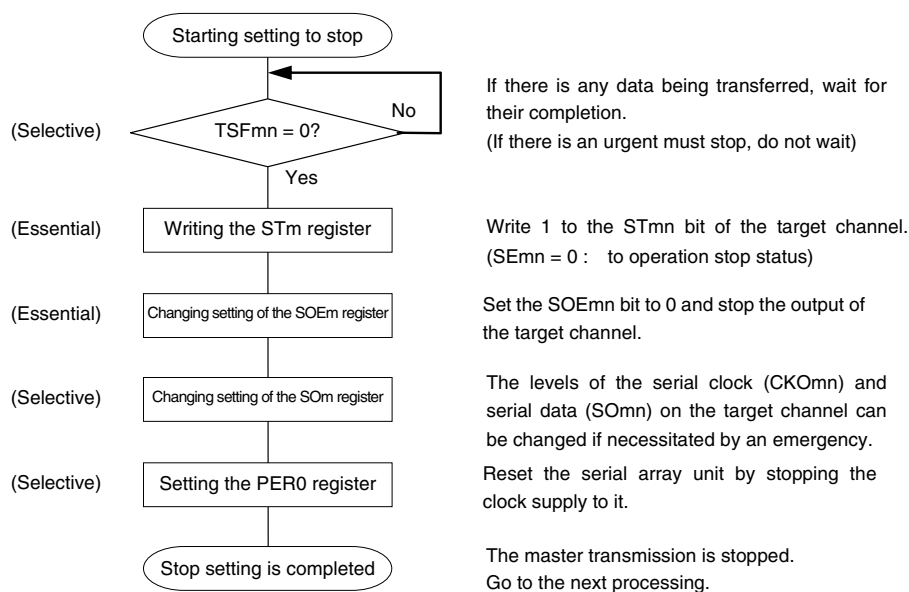 Starting setting to stop
No
If there is any data being transferred, wait for
their completion.
(If there is an urgent must stop, do not wait)
(Selective)
TSFmn = 0?
Yes
(Essential)
Writing the STm register
Write 1 to the STmn bit of the target channel.
(SEmn = 0 : to operation stop status)
(Essential)
Changing setting of the SOEm register
Set the SOEmn bit to 0 and stop the output of
the target channel.
(Selective)
Changing setting of the SOm register
The levels of the serial clock (CKOmn) and
serial data (SOmn) on the target channel can
be changed if necessitated by an emergency.
(Selective)
Setting the PER0 register
Reset the serial array unit by stopping the
clock supply to it.
Stop setting is completed
The master transmission is stopped.
Go to the next processing.